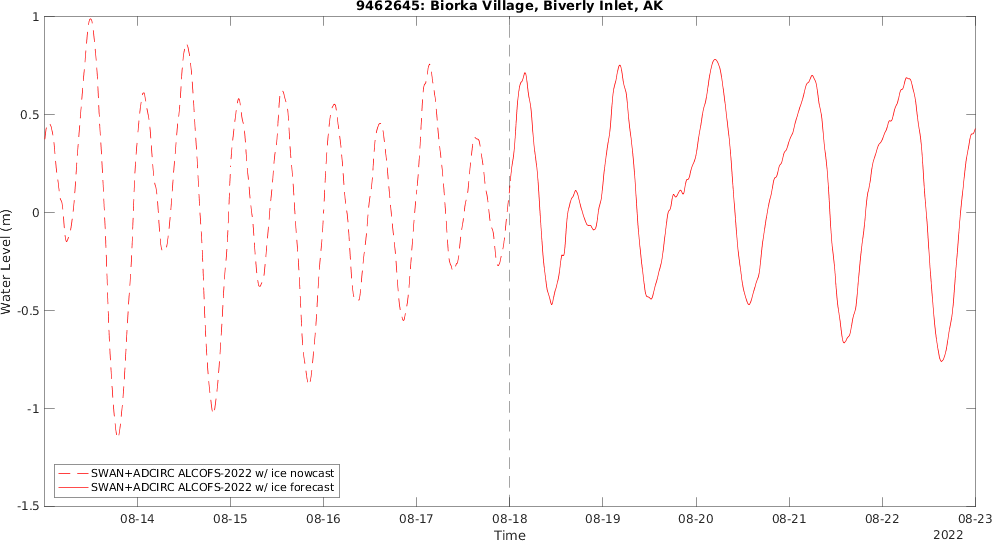 9462645: Biorka Village, Biverly Inlet, AK
Water Level (m)
1
0.5
0
-0.5
-1
-1.5
SWAN+ADCIRC ALCOFS-2022 w/ ice nowcast
SWAN+ADCIRC ALCOFS-2022 w/ ice forecast
08-14 08-15 08-16 08-17 08-18 08-19 08-20 08-21 08-22 08-23
Time
2022